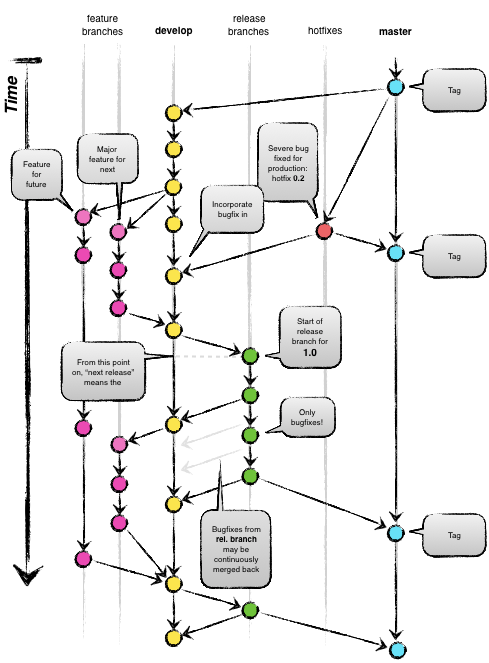 feature
branches
develop
release
branches
hotfixes
master
Time
Tag
Major
feature for
next
Feature
for
future
Severe bug
fixed for
production:
hotfix 0.2
Incorporate
bugfix in
Tag
Start of
release
branch for
1.0
From this point
on, “next release”
means the
Only
bugfixes!
Bugfixes from
rel. branch
may be
continuously
merged back
Tag